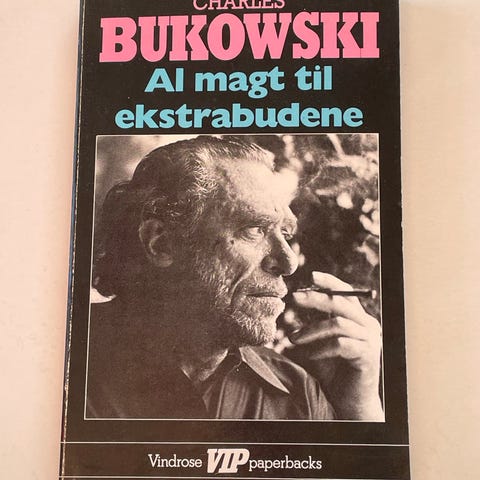 CHARLES
BUKOWSKI
Al magt til
ekstrabudene
Vindrose VIP paperbacks